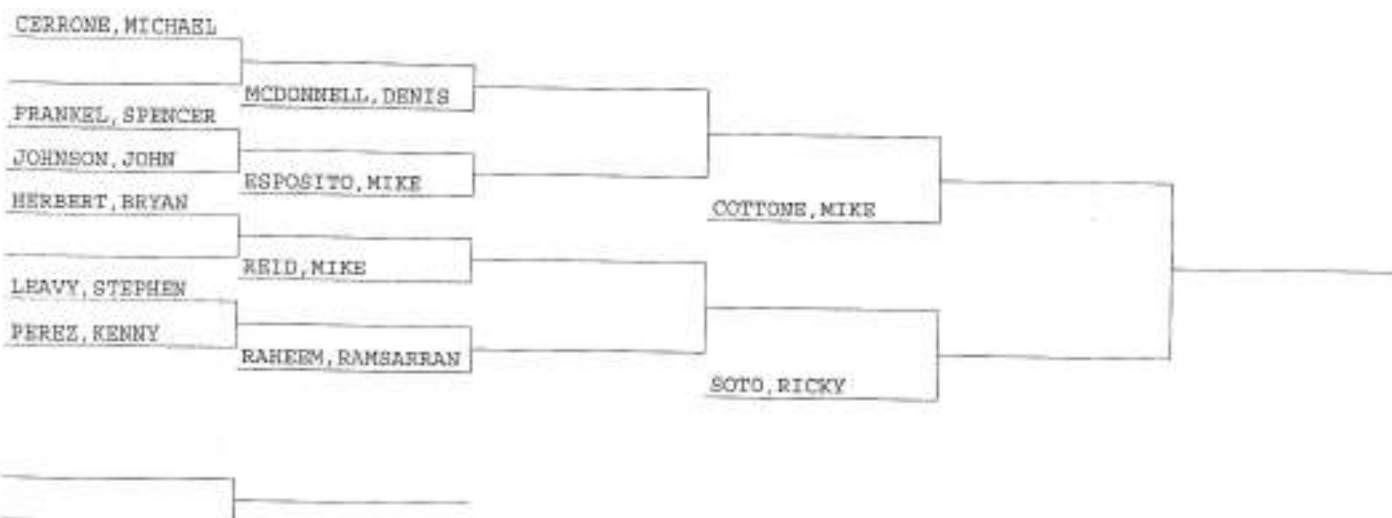 CERRONE, MICHAEL
MCDONNELL, DENIS
FRANKEL, SPENCER
JOHNSON, JOHN
ESPOSITO, MIKE
HERBERT, BRYAN
COTTONE, MIKE
REID, MIKE
LEAVY, STEPHEN
PEREZ, KENNY
RAHEEM, RAMSARRAN
SOTO, RICKY